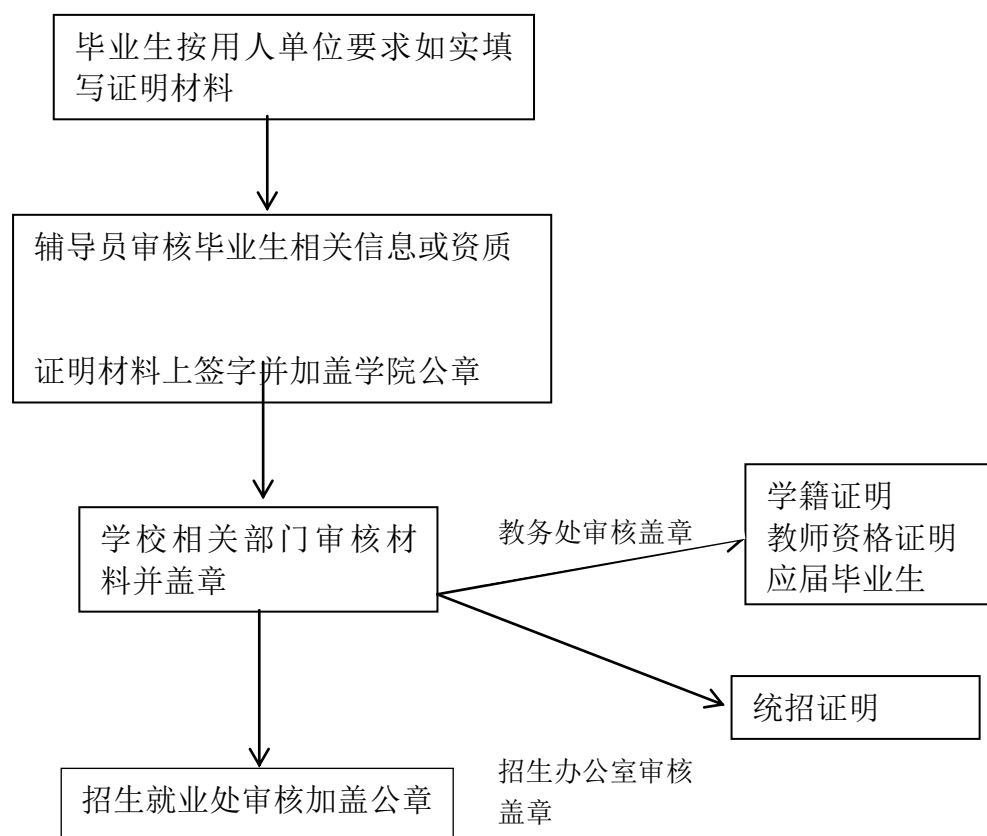 毕业生按用人单位要求如实填
写证明材料
辅导员审核毕业生相关信息或资质
证明材料上签字并加盖学院公章
学校相关部门审核材
料并盖章
教务处审核盖章
学籍证明
教师资格证明
应届毕业生
统招证明
招生办公室审核
盖章
招生就业处审核加盖公章